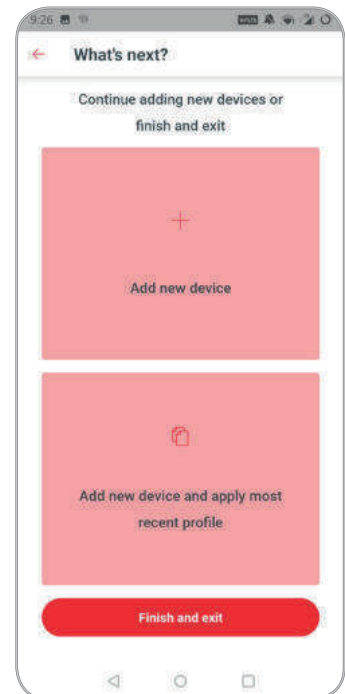 9:26
What's next?
Continue adding new devices or
finish and exit
Add new device
Add new device and apply most
recent profile
Finish and exit